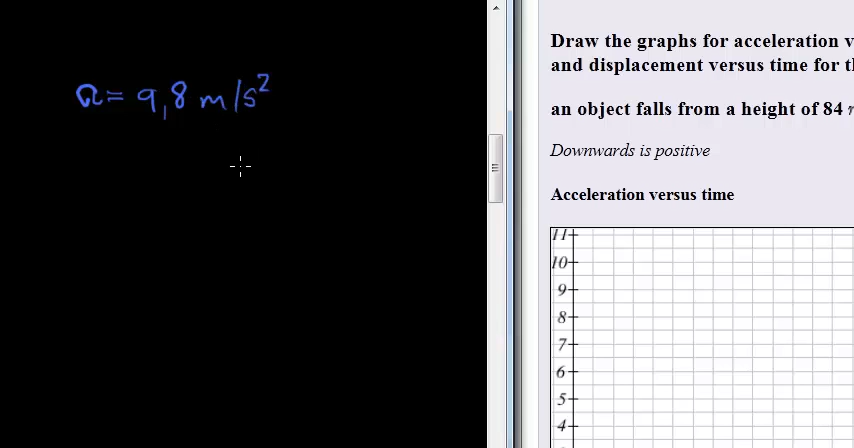 a = 9,8 m/s²
Draw the graphs for acceleration
and displacement versus time for
an object falls from a height of 84
Downwards is positive
Acceleration versus time
11
10
9
8
7
6
5
4